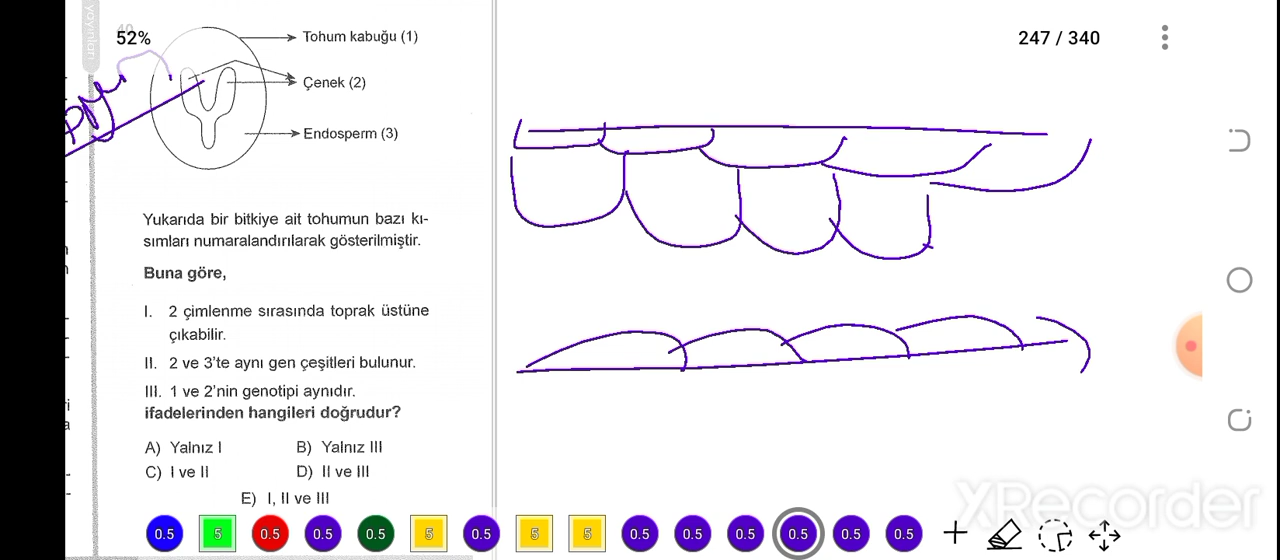 yayınları
52%
247 / 340
Tohum kabuğu (1)
Çenek (2)
Endosperm (3)
Yukarıda bir bitkiye ait tohumun bazı kı-
sımları numaralandırılarak gösterilmiştir.
Buna göre,
I. 2 çimlenme sırasında toprak üstüne
çıkabilir.
II. 2 ve 3'te aynı gen çeşitleri bulunur.
III. 1 ve 2'nin genotipi aynıdır.
ifadelerinden hangileri doğrudur?
A) Yalnız I B) Yalnız III
C) I ve II D) II ve III
E) I, II ve III
0.5 5 0.5 0.5 0.5 5 0.5 5 5 0.5 0.5 0.5 0.5 0.5 0.5
XRecorder